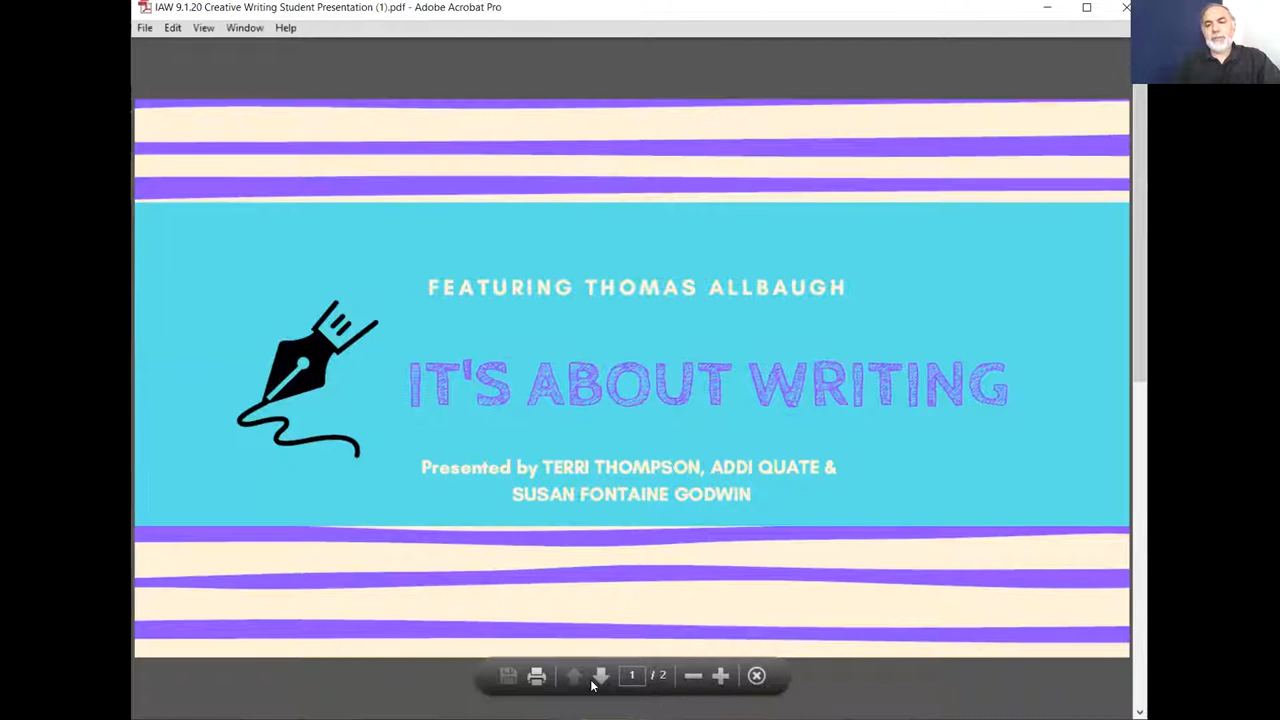 IAW 9.1.20 Creative Writing Student Presentation (1).pdf - Adobe Acrobat Pro
File Edit View Window Help
FEATURING THOMAS ALLBAUGH
IT'S ABOUT WRITING
Presented by TERRI THOMPSON, ADDI QUATE &
SUSAN FONTAINE GODWIN
1 / 2